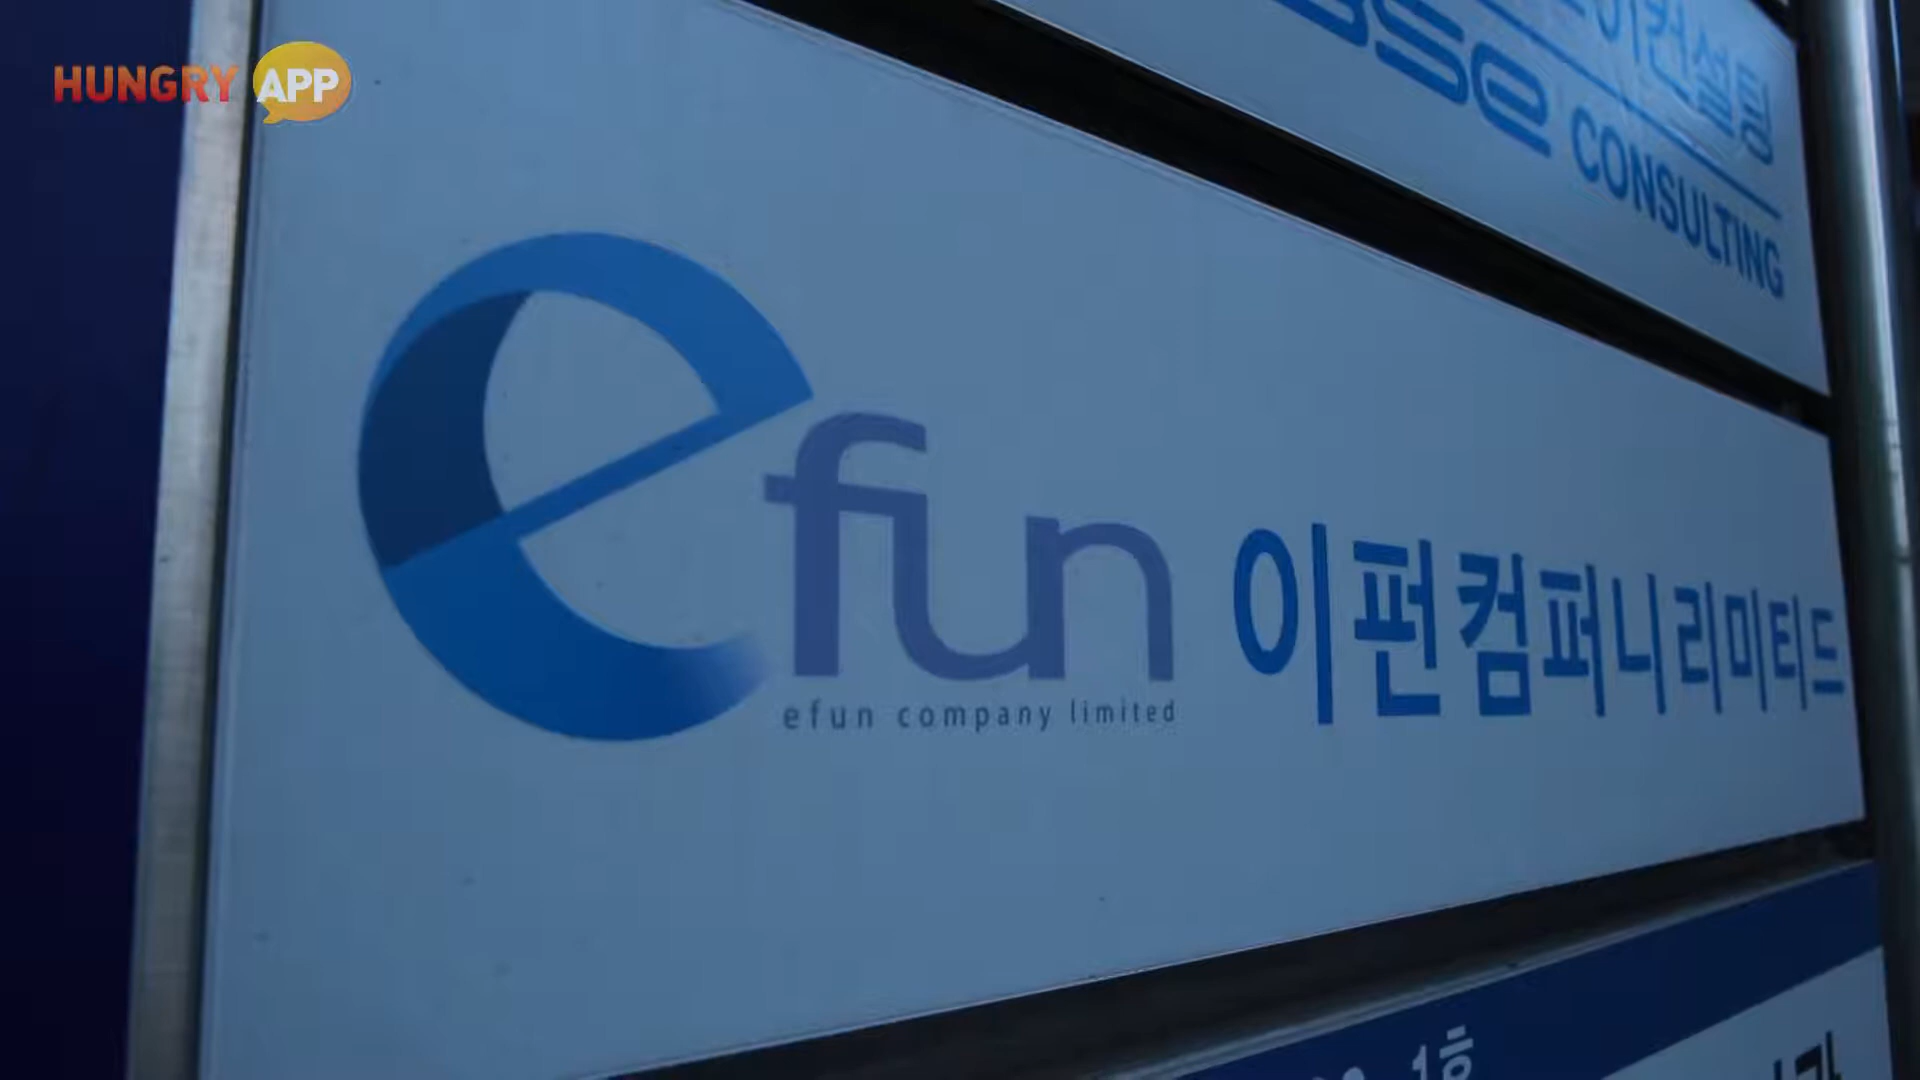 HUNGRY APP
CONSULTING
efun
efun company limited
이펀컴퍼니리미티드